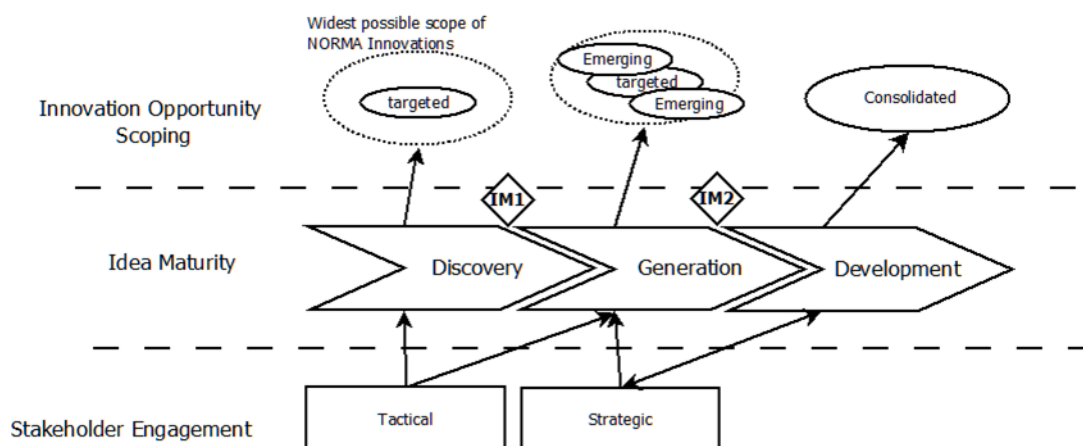 Widest possible scope of
NORMA Innovations
Emerging
targeted
targeted
Emerging
Consolidated
Innovation Opportunity
Scoping
IM1
IM2
Idea Maturity
Discovery
Generation
Development
Tactical
Strategic
Stakeholder Engagement